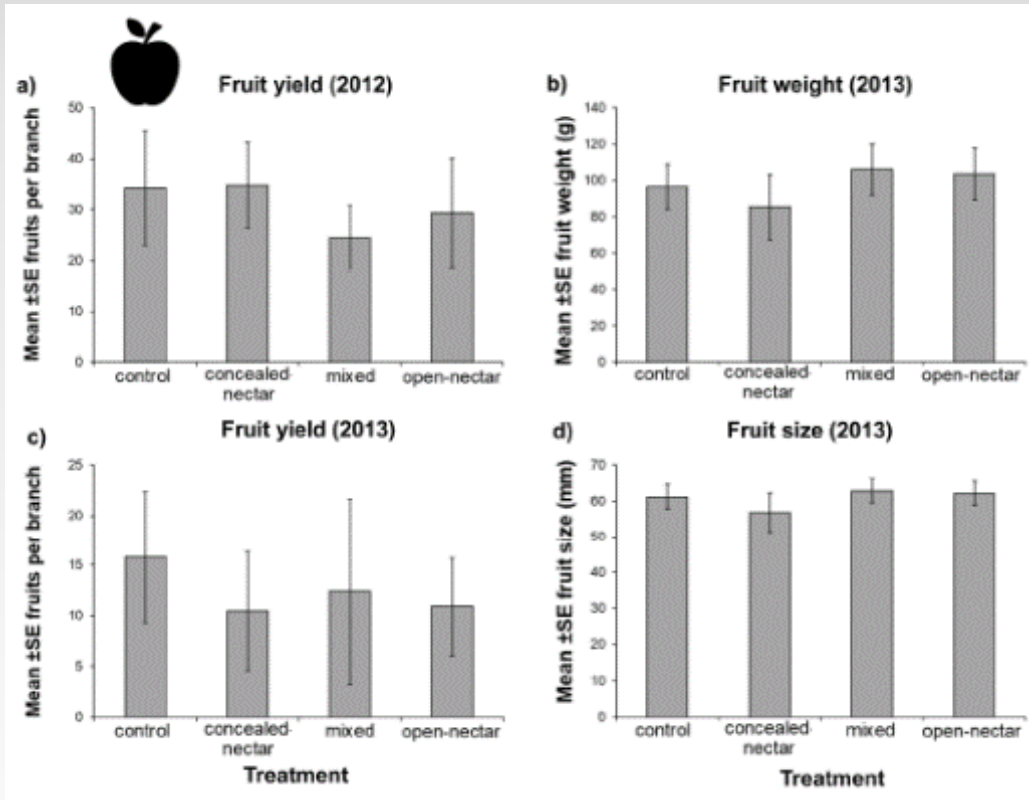 a)
Fruit yield (2012)
Mean ±SE fruits per branch
50
40
30
20
10
0
control
concealed-
nectar
mixed
open-nectar
b)
Fruit weight (2013)
Mean ±SE fruit weight (g)
140
120
100
80
60
40
20
0
control
concealed-
nectar
mixed
open-nectar
c)
Fruit yield (2013)
Mean ±SE fruits per branch
25
20
15
10
5
0
control
concealed-
nectar
mixed
open-nectar
Treatment
d)
Fruit size (2013)
Mean ±SE fruit size (mm)
70
60
50
40
30
20
10
0
control
concealed-
nectar
mixed
open-nectar
Treatment